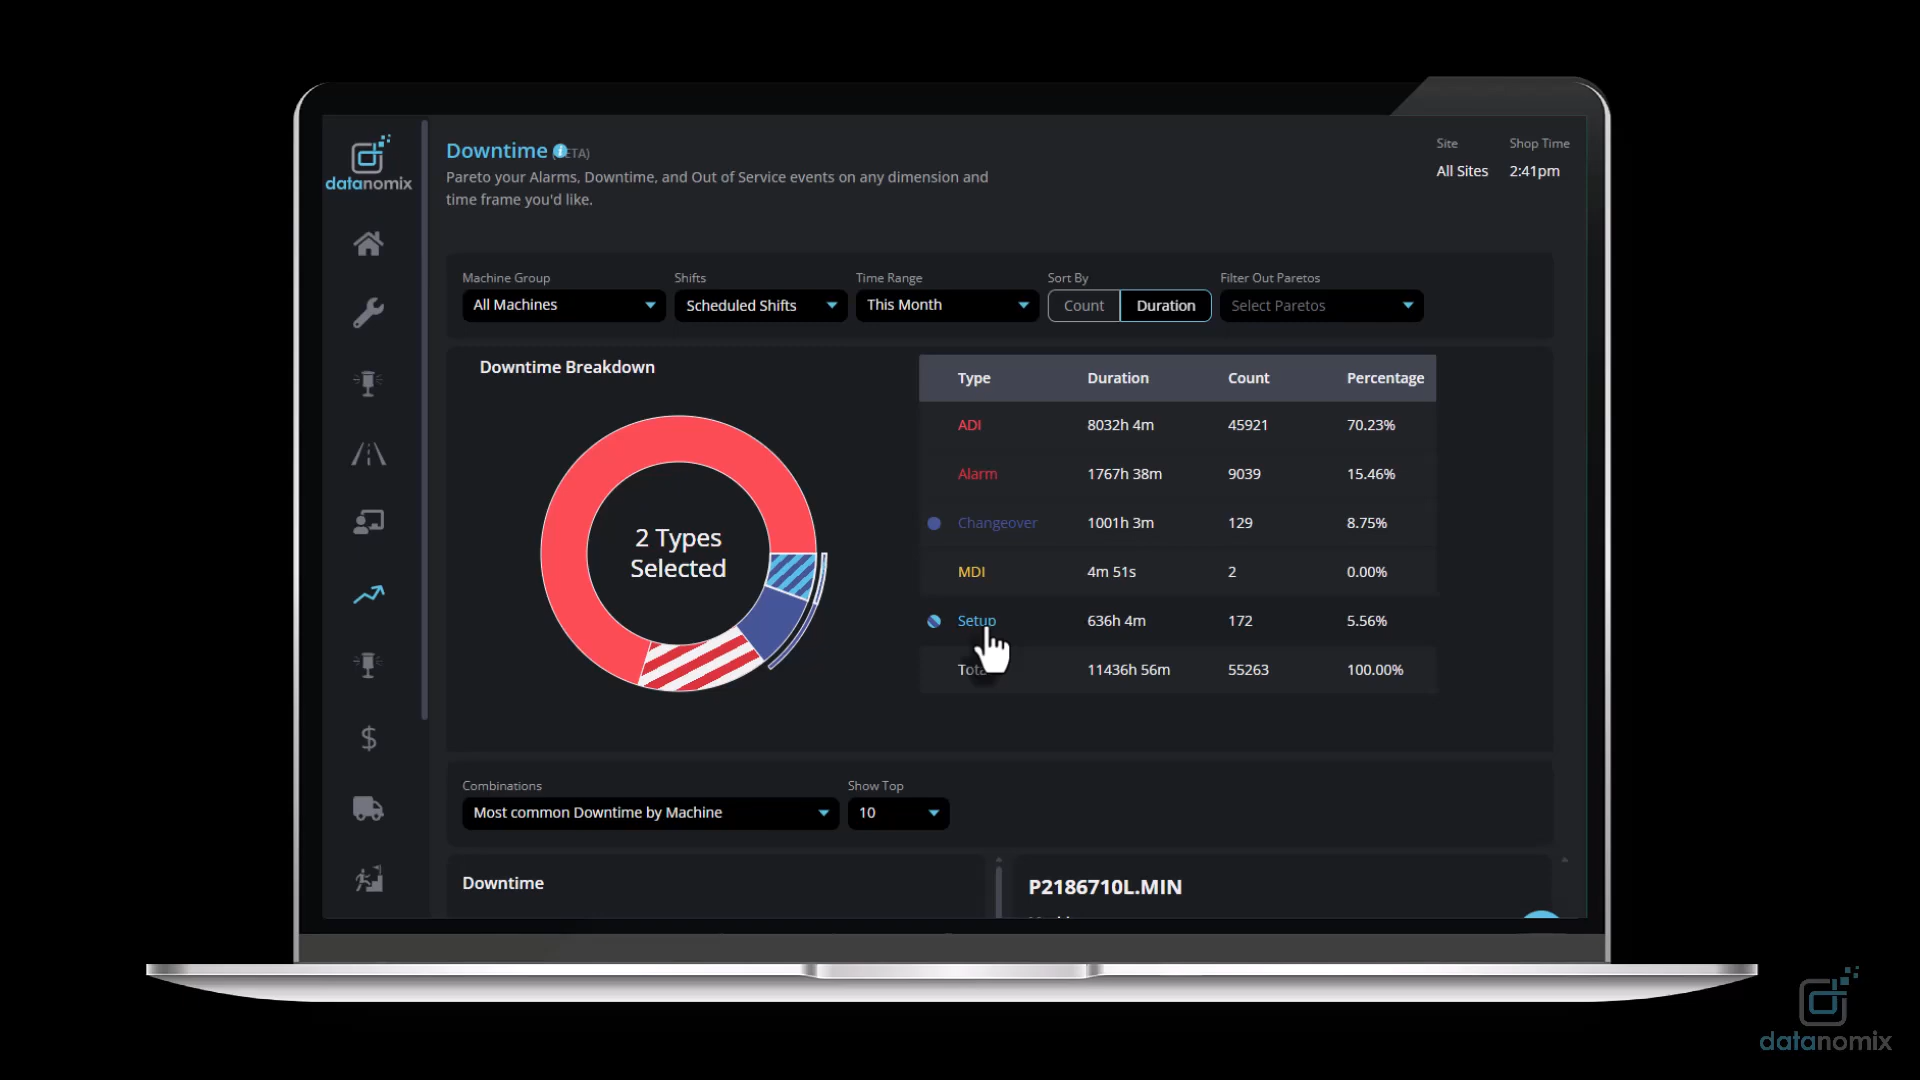 datanomix
Downtime
Pareto your Alarms, Downtime, and Out of Service events on any dimension and
time frame you'd like.
Site
All Sites
Shop Time
2:41pm
Machine Group
All Machines
Shifts
Scheduled Shifts
Time Range
This Month
Sort By
Count
Duration
Filter Out Paretos
Select Paretos
Downtime Breakdown
2 Types
Selected
Type Duration Count Percentage
ADI 8032h 4m 45921 70.23%
Alarm 1767h 38m 9039 15.46%
Changeover 1001h 3m 129 8.75%
MDI 4m 51s 2 0.00%
Setup 636h 4m 172 5.56%
11436h 56m 55263 100.00%
Combinations
Most common Downtime by Machine
Show Top
10
Downtime
P2186710L.MIN
datanomix